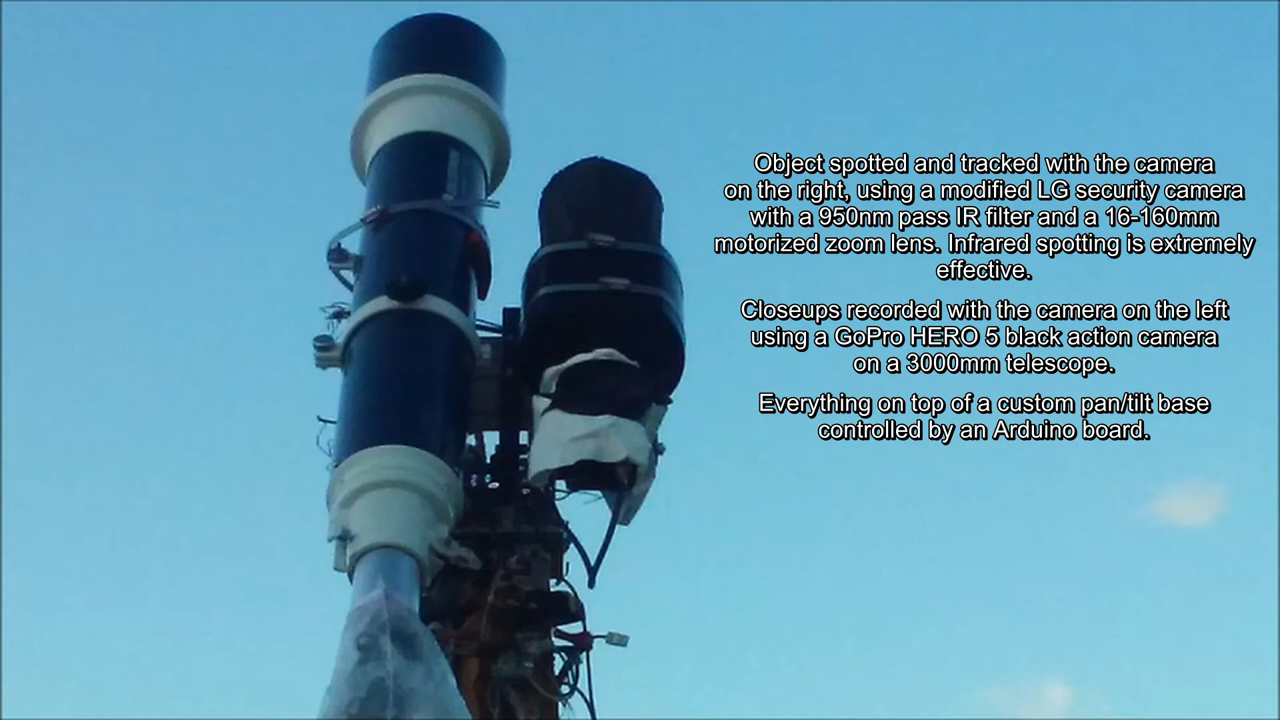 Object spotted and tracked with the camera
on the right, using a modified LG security camera
with a 950nm pass IR filter and a 16-160mm
motorized zoom lens. Infrared spotting is extremely
effective.
Closeups recorded with the camera on the left
using a GoPro HERO 5 black action camera
on a 3000mm telescope.
Everything on top of a custom pan/tilt base
controlled by an Arduino board.